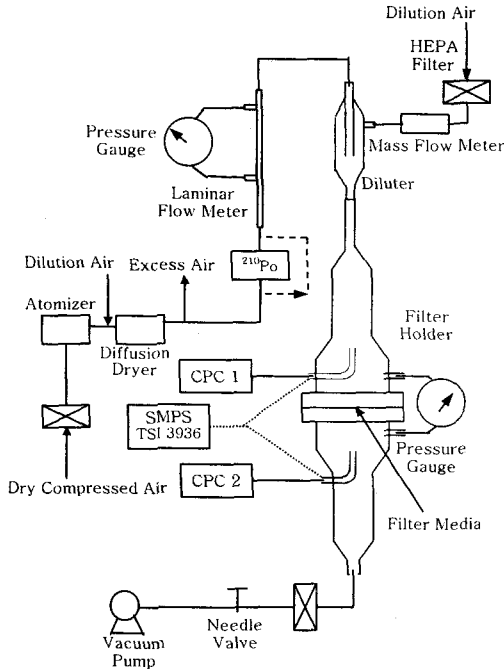 Dilution Air
HEPA
Filter
Pressure
Gauge
Mass Flow Meter
Laminar
Flow Meter
Diluter
210Po
Dilution Air
Excess Air
Atomizer
Diffusion
Dryer
Filter
Holder
CPC 1
SMPS
TSI 3936
Pressure
Gauge
Dry Compressed Air
CPC 2
Filter Media
Needle
Valve
Vacuum
Pump